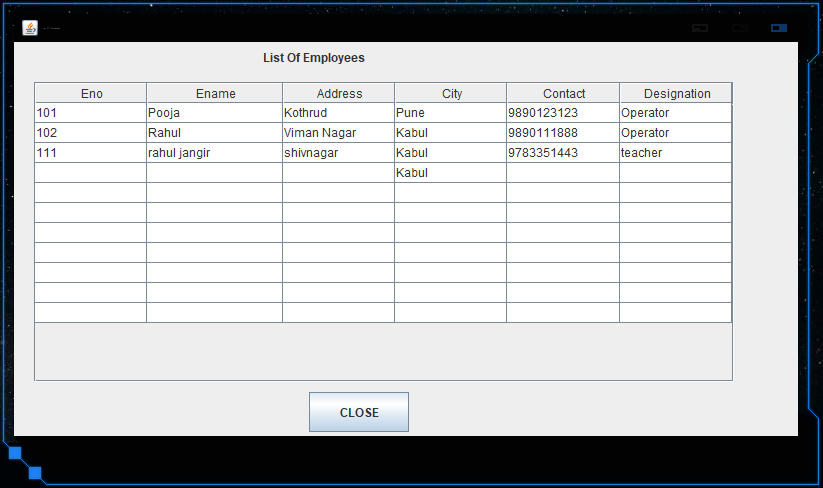 List Of Employees
Eno Ename Address City Contact Designation
101 Pooja Kothrud Pune 9890123123 Operator
102 Rahul Viman Nagar Kabul 9890111888 Operator
111 rahul jangir shivnagar Kabul 9783351443 teacher
Kabul
CLOSE